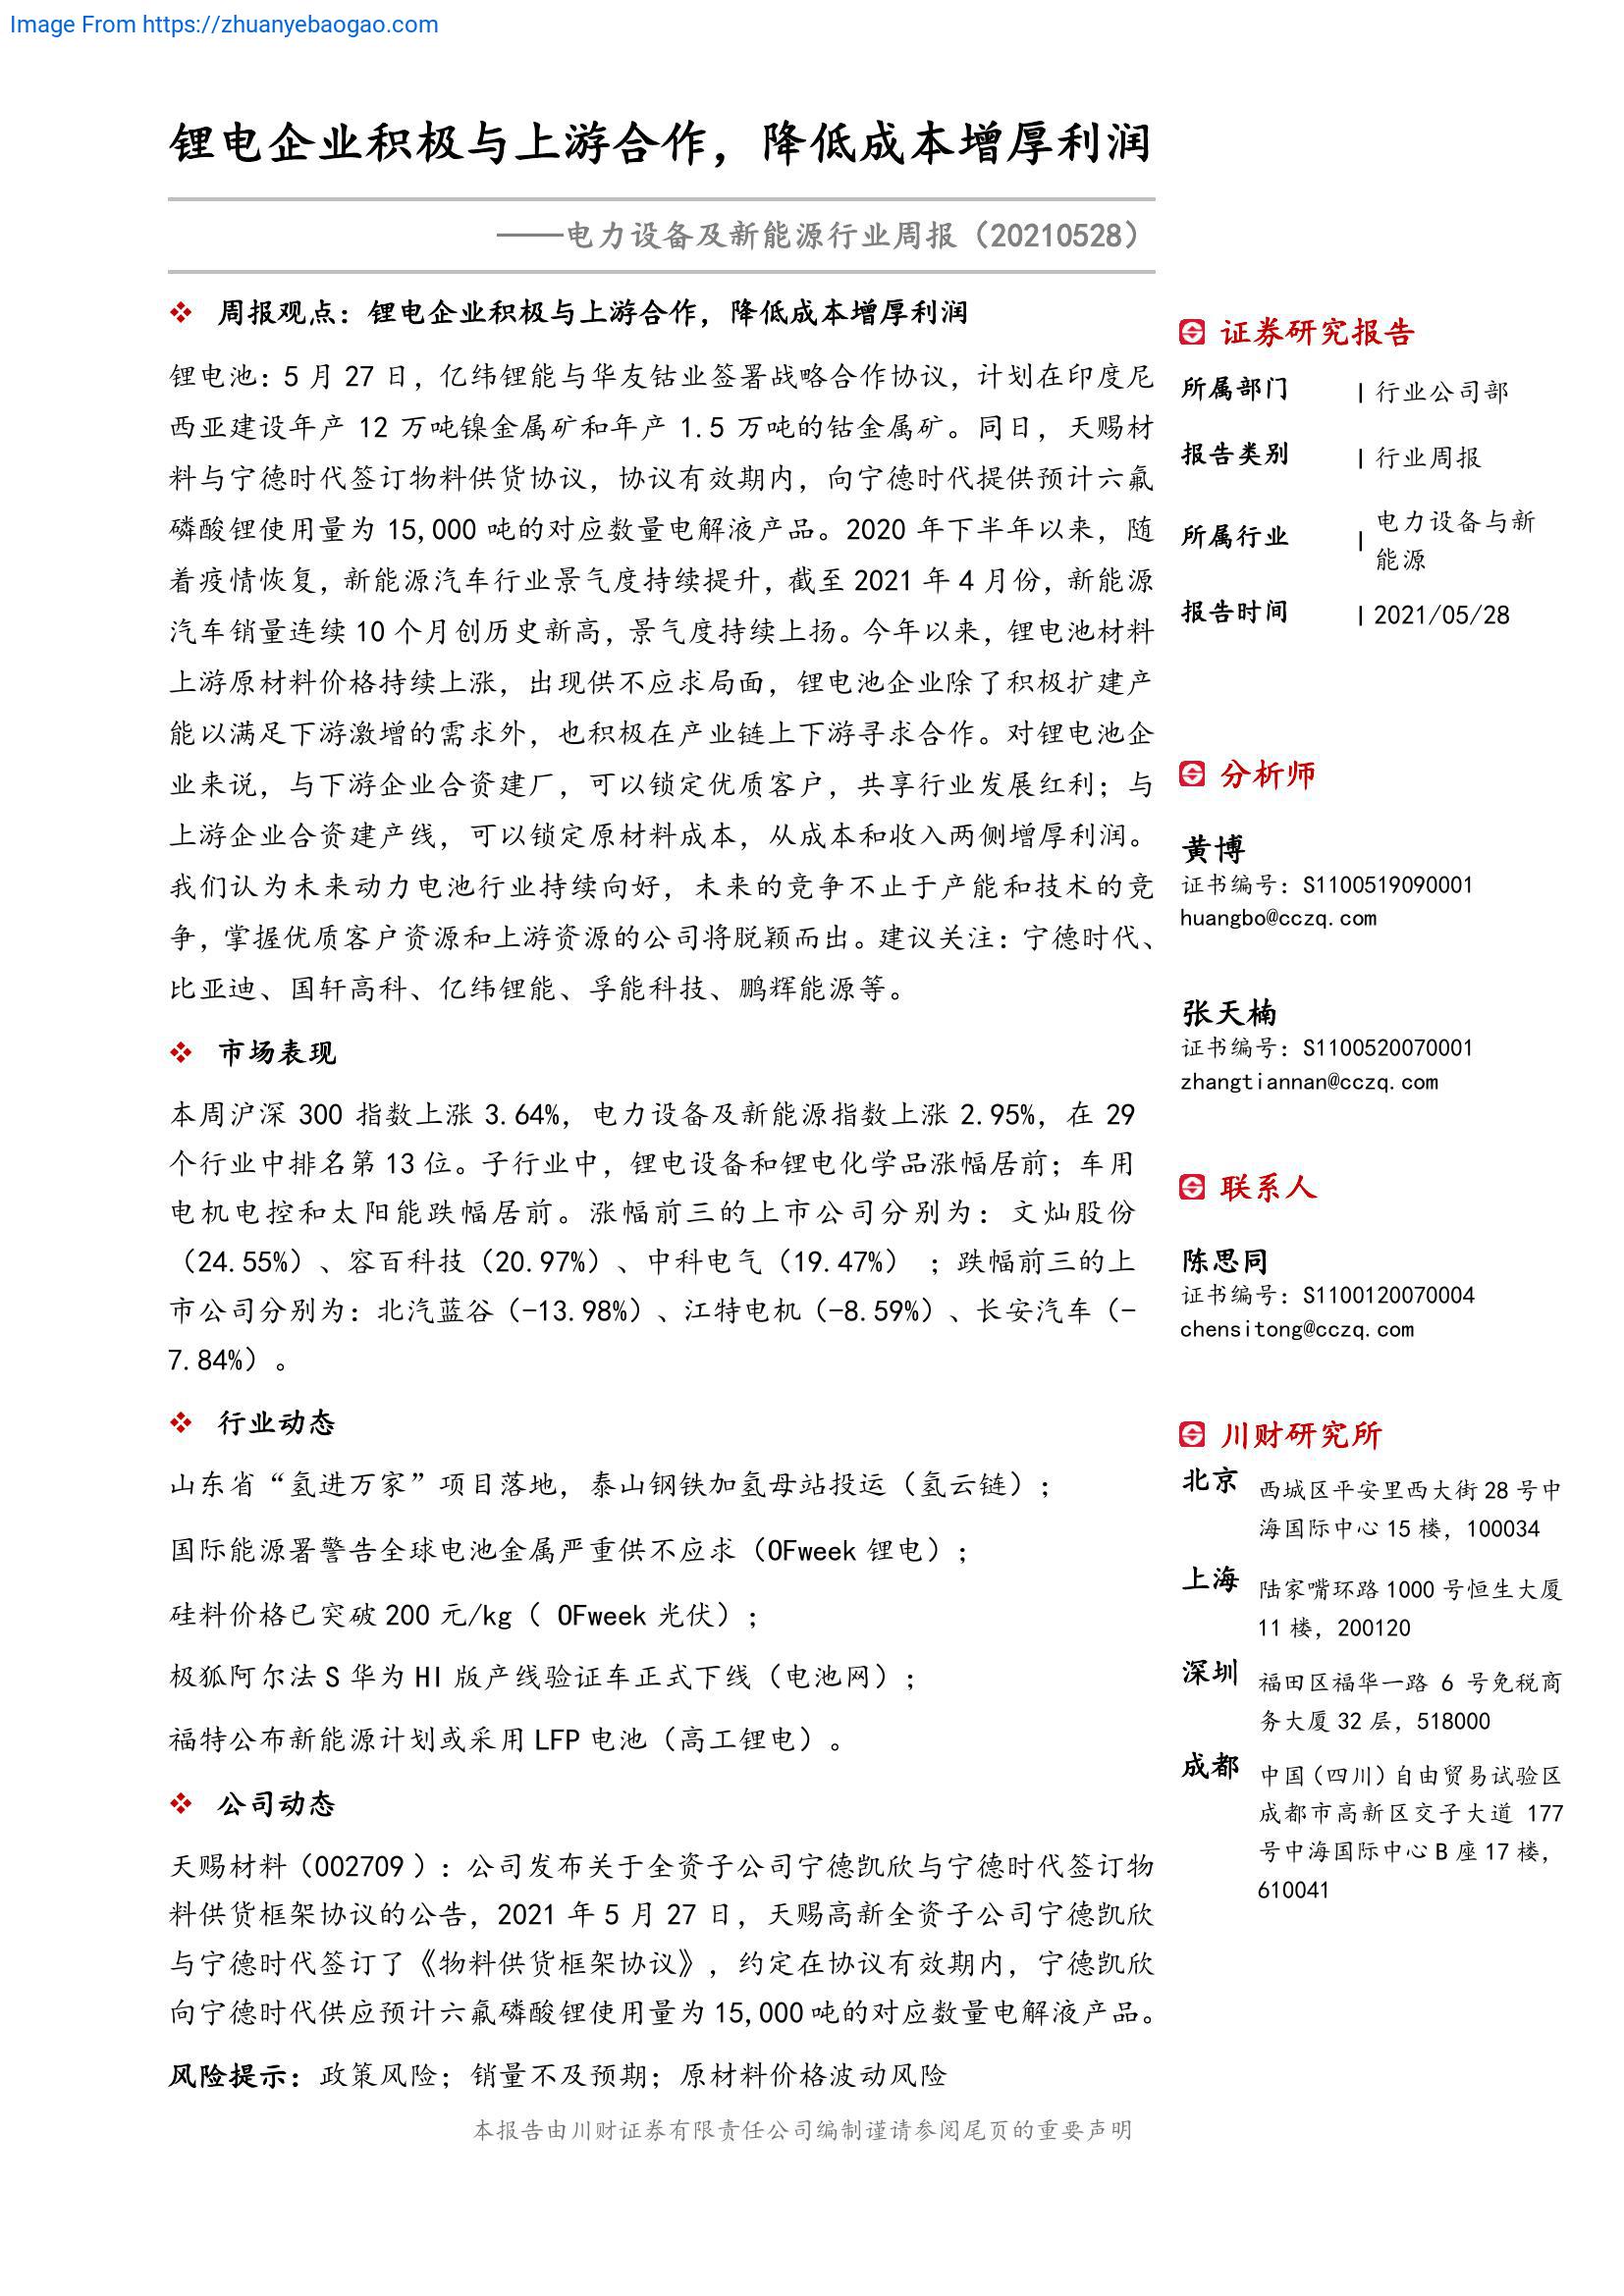 Image From https://zhuanyebaogao.com
锂电企业积极与上游合作，降低成本增厚利润
——电力设备及新能源行业周报（20210528）
❖ 周报观点：锂电企业积极与上游合作，降低成本增厚利润
锂电池：5 月 27 日，亿纬锂能与华友钴业签署战略合作协议，计划在印度尼
西亚建设年产 12 万吨镍金属矿和年产 1.5 万吨的钴金属矿。同日，天赐材
料与宁德时代签订物料供货协议，协议有效期内，向宁德时代提供预计六氟
磷酸锂使用量为 15,000 吨的对应数量电解液产品。2020 年下半年以来，随
着疫情恢复，新能源汽车行业景气度持续提升，截至 2021 年 4 月份，新能源
汽车销量连续 10 个月创历史新高，景气度持续上扬。今年以来，锂电池材料
上游原材料价格持续上涨，出现供不应求局面，锂电池企业除了积极扩建产
能以满足下游激增的需求外，也积极在产业链上下游寻求合作。对锂电池企
业来说，与下游企业合资建厂，可以锁定优质客户，共享行业发展红利；与
上游企业合资建产线，可以锁定原材料成本，从成本和收入两侧增厚利润。
我们认为未来动力电池行业持续向好，未来的竞争不止于产能和技术的竞
争，掌握优质客户资源和上游资源的公司将脱颖而出。建议关注：宁德时代、
比亚迪、国轩高科、亿纬锂能、孚能科技、鹏辉能源等。
❖ 市场表现
本周沪深 300 指数上涨 3.64%，电力设备及新能源指数上涨 2.95%，在 29
个行业中排名第 13 位。子行业中，锂电设备和锂电化学品涨幅居前；车用
电机电控和太阳能跌幅居前。涨幅前三的上市公司分别为：文灿股份
（24.55%）、容百科技（20.97%）、中科电气（19.47%） ；跌幅前三的上
市公司分别为：北汽蓝谷（-13.98%）、江特电机（-8.59%）、长安汽车（-
7.84%）。
❖ 行业动态
山东省“氢进万家”项目落地，泰山钢铁加氢母站投运（氢云链）；
国际能源署警告全球电池金属严重供不应求（OFweek 锂电）；
硅料价格已突破 200 元/kg（ OFweek 光伏）；
极狐阿尔法 S 华为 HI 版产线验证车正式下线（电池网）；
福特公布新能源计划或采用 LFP 电池（高工锂电）。
❖ 公司动态
天赐材料（002709 ）：公司发布关于全资子公司宁德凯欣与宁德时代签订物
料供货框架协议的公告，2021 年 5 月 27 日，天赐高新全资子公司宁德凯欣
与宁德时代签订了《物料供货框架协议》，约定在协议有效期内，宁德凯欣
向宁德时代供应预计六氟磷酸锂使用量为 15,000 吨的对应数量电解液产品。
风险提示：政策风险；销量不及预期；原材料价格波动风险
证券研究报告
所属部门 | 行业公司部
报告类别 | 行业周报
所属行业 | 电力设备与新
能源
报告时间 | 2021/05/28
分析师
黄博
证书编号：S1100519090001
huangbo@cczq.com
张天楠
证书编号：S1100520070001
zhangtiannan@cczq.com
联系人
陈思同
证书编号：S1100120070004
chensitong@cczq.com
川财研究所
北京 西城区平安里西大街 28 号中
海国际中心 15 楼，100034
上海 陆家嘴环路 1000 号恒生大厦
11 楼，200120
深圳 福田区福华一路 6 号免税商
务大厦 32 层，518000
成都 中国（四川）自由贸易试验区
成都市高新区交子大道 177
号中海国际中心 B 座 17 楼，
610041
本报告由川财证券有限责任公司编制谨请参阅尾页的重要声明